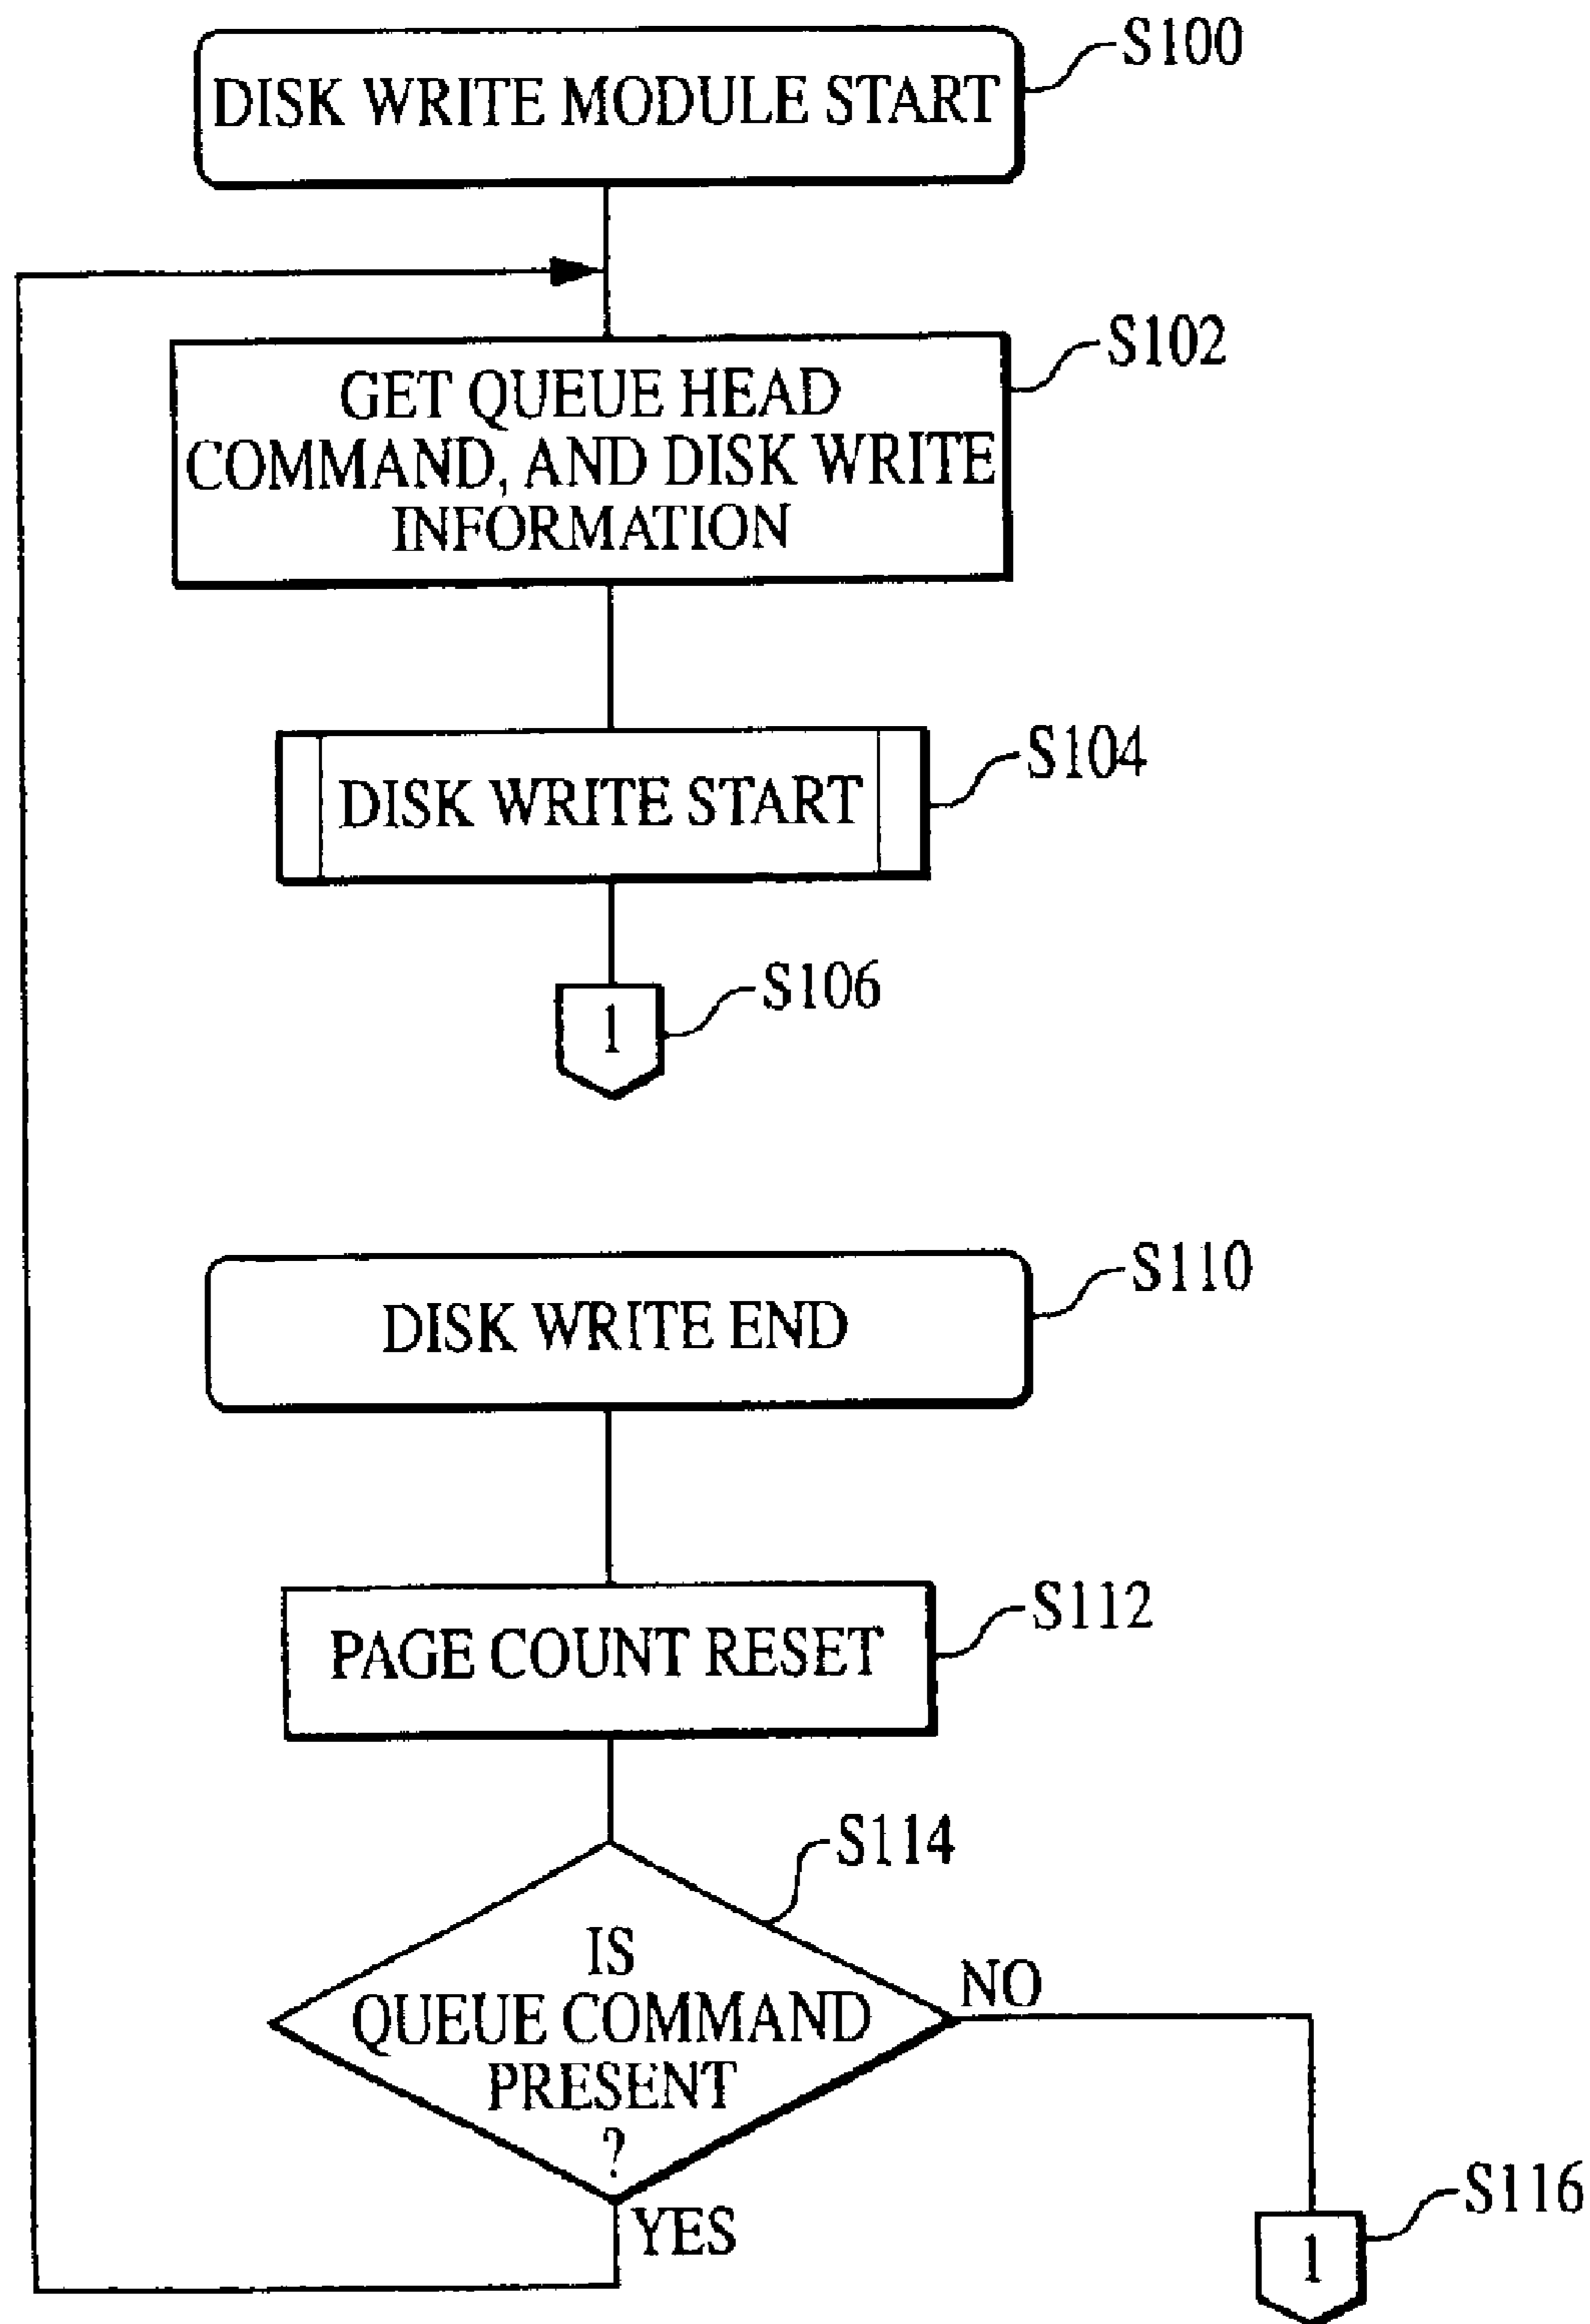 S100
DISK WRITE MODULE START
S102
GET QUEUE HEAD
COMMAND, AND DISK WRITE
INFORMATION
S104
DISK WRITE START
S106
1
S110
DISK WRITE END
S112
PAGE COUNT RESET
S114
IS
QUEUE COMMAND
PRESENT
?
NO
YES
S116
1